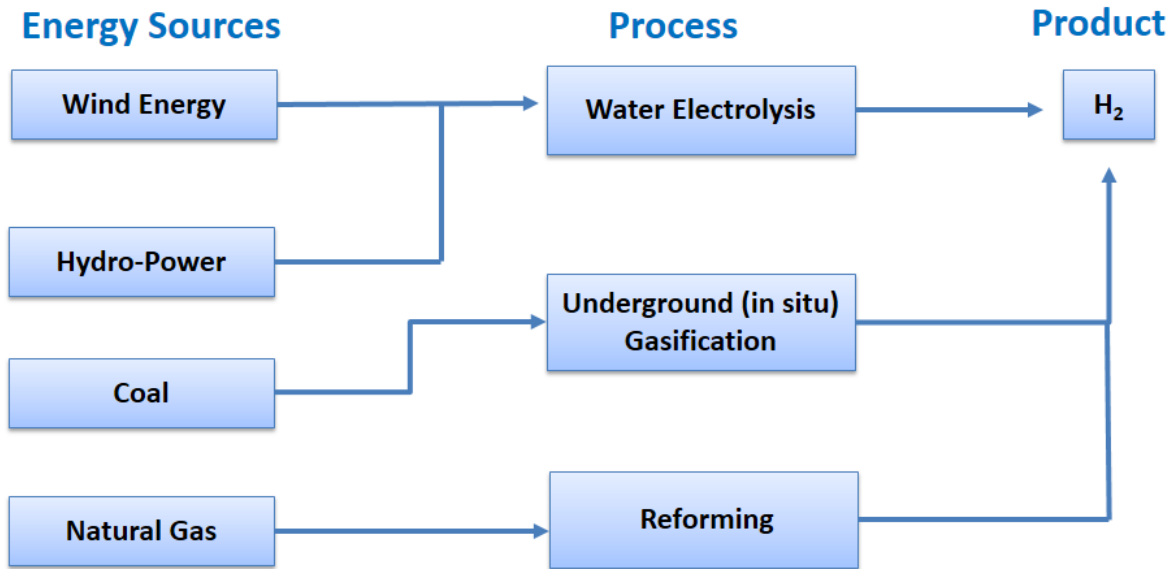 Energy Sources
Process
Product
Wind Energy
Water Electrolysis
H₂
Hydro-Power
Underground (in situ)
Gasification
Coal
Natural Gas
Reforming